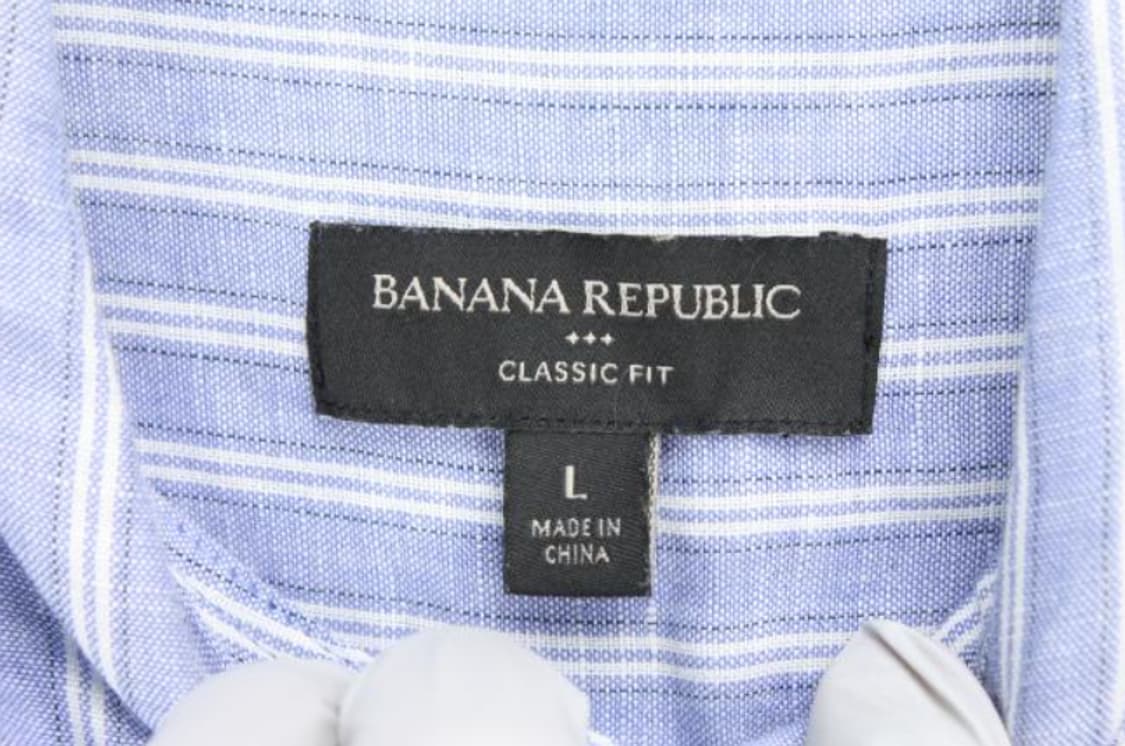 BANANA REPUBLIC
CLASSIC FIT
L
MADE IN
CHINA